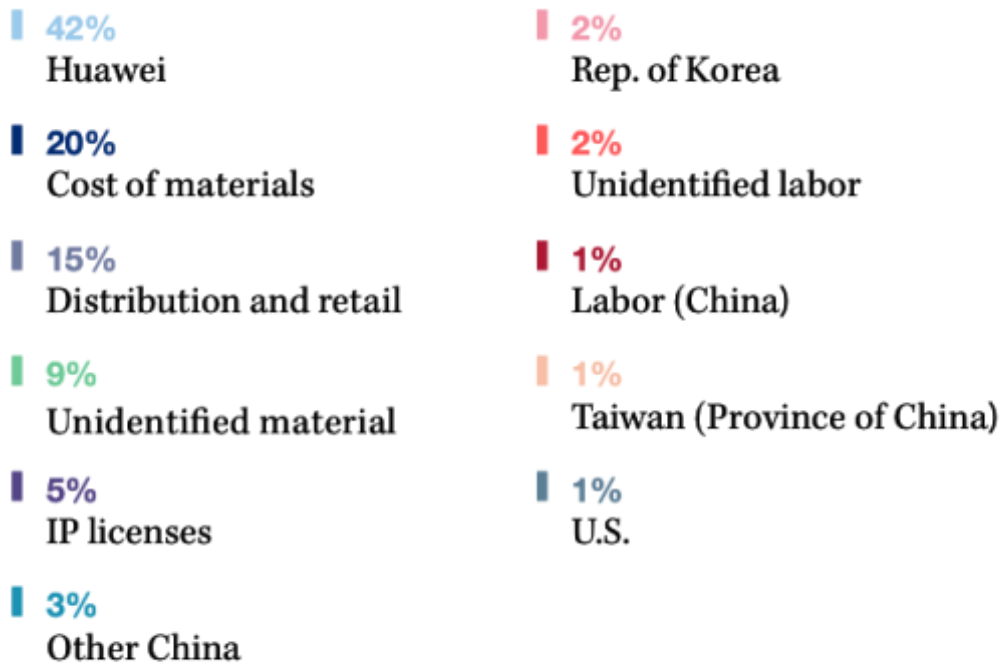 42%
Huawei
20%
Cost of materials
15%
Distribution and retail
9%
Unidentified material
5%
IP licenses
3%
Other China
2%
Rep. of Korea
2%
Unidentified labor
1%
Labor (China)
1%
Taiwan (Province of China)
1%
U.S.